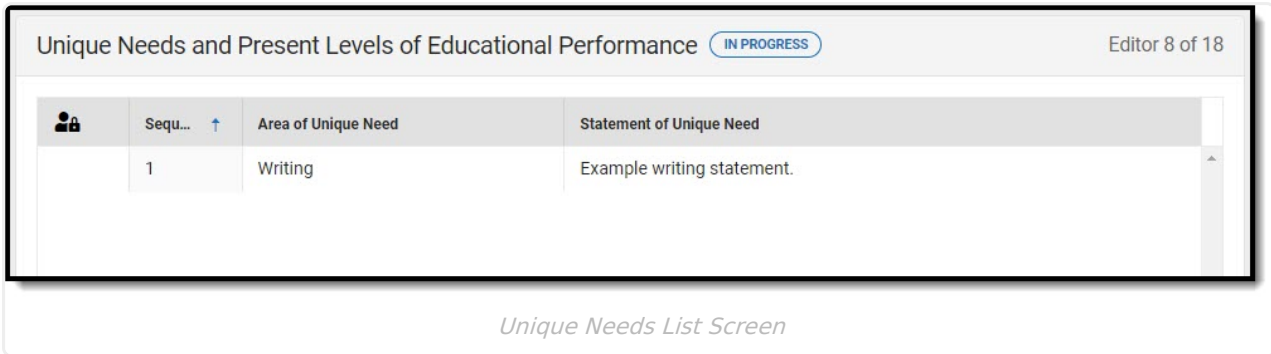 Unique Needs and Present Levels of Educational Performance IN PROGRESS Editor 8 of 18
Sequ... ↑ Area of Unique Need Statement of Unique Need
1 Writing Example writing statement.
Unique Needs List Screen